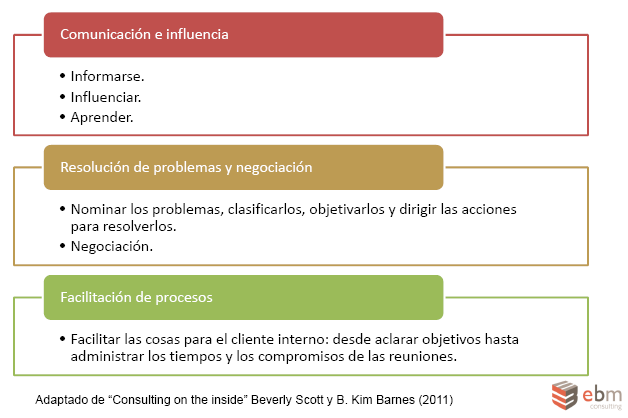 Comunicación e influencia
• Informarse.
• Influenciar.
• Aprender.
Resolución de problemas y negociación
• Nominar los problemas, clasificarlos, objetivarlos y dirigir las acciones
para resolverlos.
• Negociación.
Facilitación de procesos
• Facilitar las cosas para el cliente interno: desde aclarar objetivos hasta
administrar los tiempos y los compromisos de las reuniones.
Adaptado de “Consulting on the inside” Beverly Scott y B. Kim Barnes (2011)
ebm
consulting